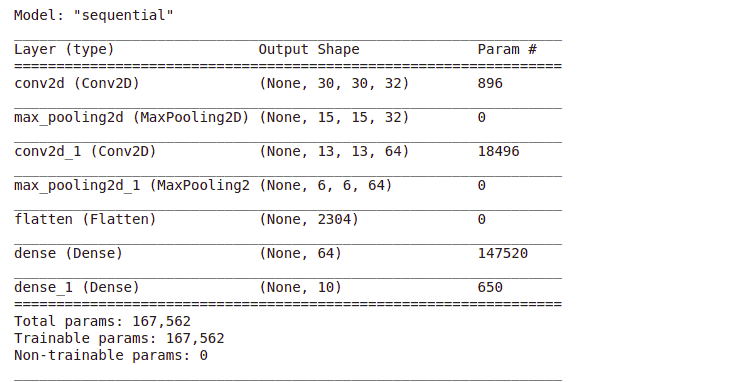 Model: "sequential"
_________________________________________________________________
Layer (type)                 Output Shape              Param #
=================================================================
conv2d (Conv2D)              (None, 30, 30, 32)        896
_________________________________________________________________
max_pooling2d (MaxPooling2D) (None, 15, 15, 32)        0
_________________________________________________________________
conv2d_1 (Conv2D)            (None, 13, 13, 64)        18496
_________________________________________________________________
max_pooling2d_1 (MaxPooling2 (None, 6, 6, 64)          0
_________________________________________________________________
flatten (Flatten)            (None, 2304)              0
_________________________________________________________________
dense (Dense)                (None, 64)                147520
_________________________________________________________________
dense_1 (Dense)              (None, 10)                650
=================================================================
Total params: 167,562
Trainable params: 167,562
Non-trainable params: 0
_________________________________________________________________